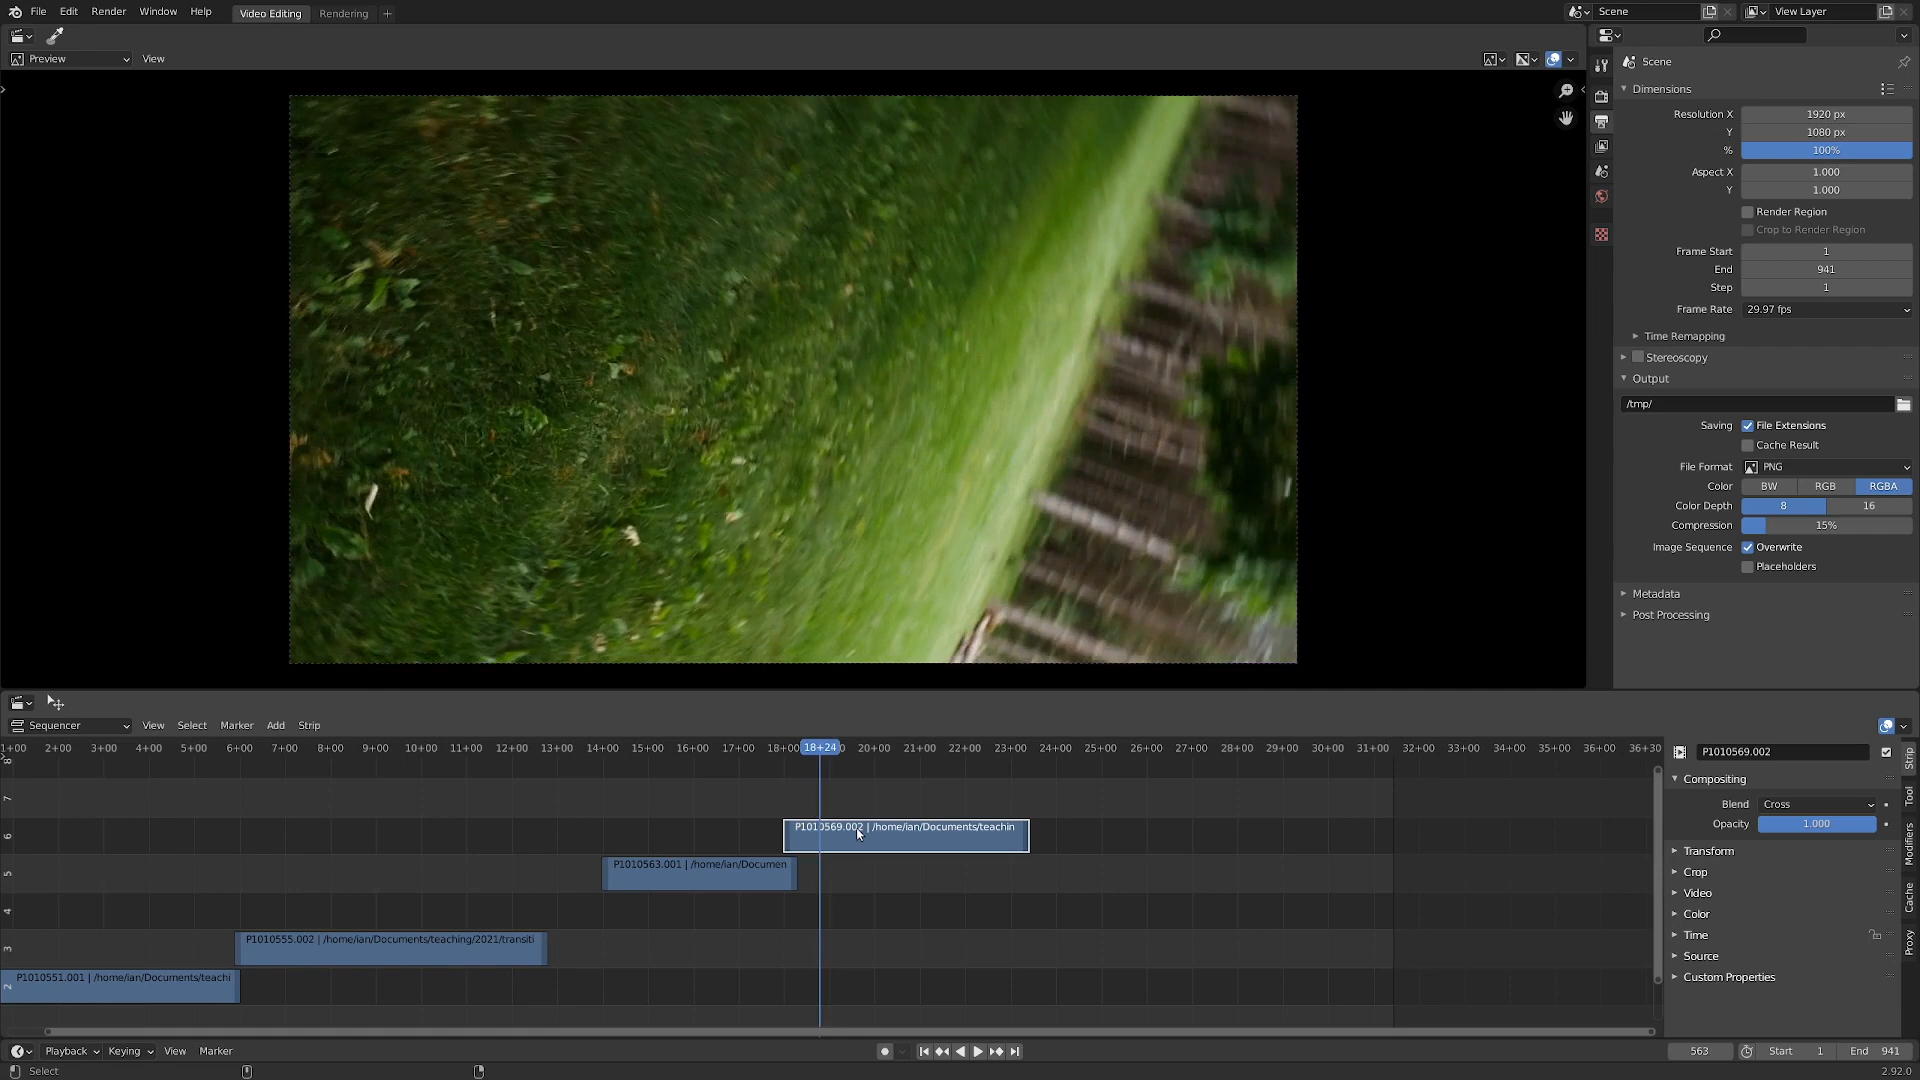 File Edit Render Window Help Video Editing Rendering + Scene View Layer
Preview View
Scene
Dimensions
Resolution X 1920 px
Y 1080 px
% 100%
Aspect X 1.000
Y 1.000
Render Region
Crop to Render Region
Frame Start 1
End 941
Step 1
Frame Rate 29.97 fps
Time Remapping
Stereoscopy
Output
/tmp/
Saving File Extensions
Cache Result
File Format PNG
Color BW RGB RGBA
Color Depth 8 16
Compression 15%
Image Sequence Overwrite
Placeholders
Metadata
Post Processing
Sequencer View Select Marker Add Strip
1+00 2+00 3+00 4+00 5+00 6+00 7+00 8+00 9+00 10+00 11+00 12+00 13+00 14+00 15+00 16+00 17+00 18+00 18+24 20+00 21+00 22+00 23+00 24+00 25+00 26+00 27+00 28+00 29+00 30+00 31+00 32+00 33+00 34+00 35+00 36+00 36+30
8
7
6
P1010569.002 | /home/ian/Documents/teachin
5
P1010563.001 | /home/ian/Documen
4
3
P1010555.002 | /home/ian/Documents/teaching/2021/transiti
2
P1010551.001 | /home/ian/Documents/teachi
P1010569.002
Compositing
Blend Cross
Opacity 1.000
Transform
Crop
Video
Color
Time
Source
Custom Properties
Strip
Tool
Modifiers
Cache
Proxy
Playback Keying View Marker 563 Start 1 End 941
Select 2.92.0